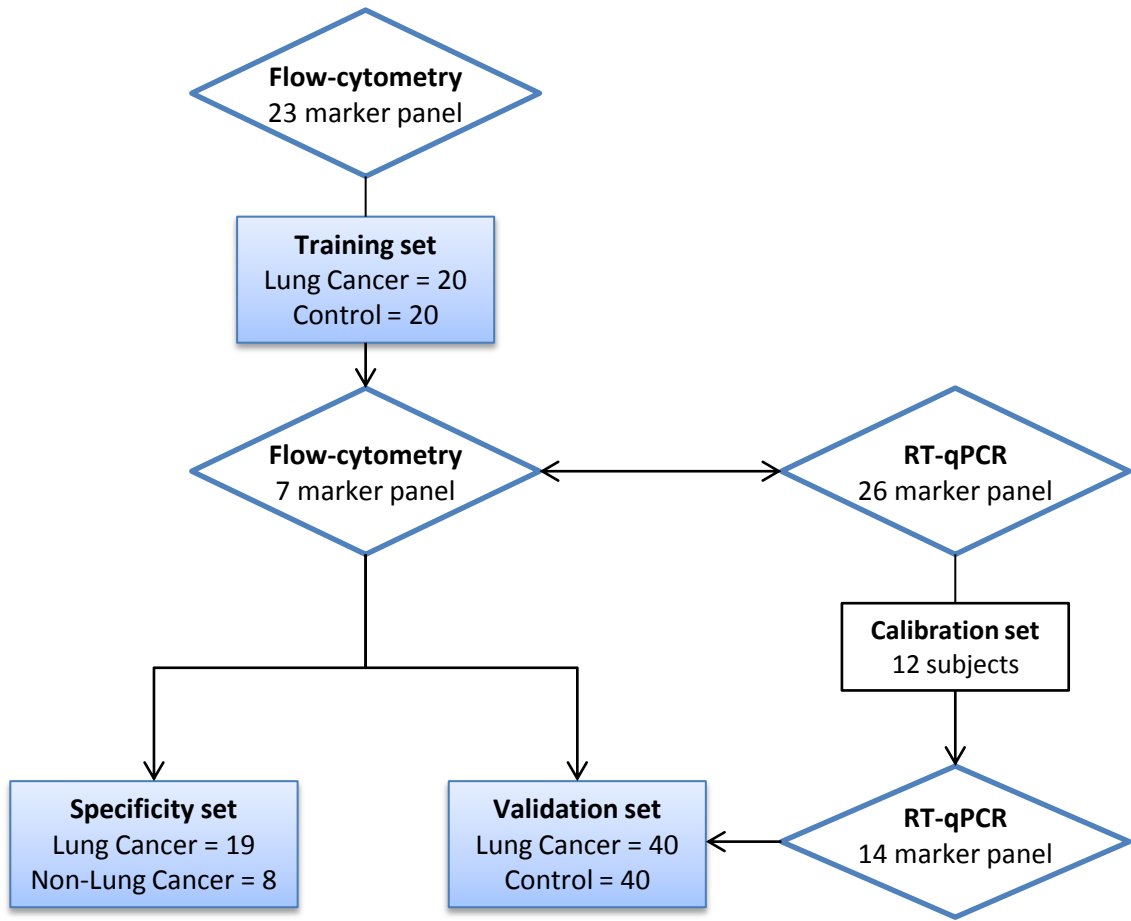 Flow-cytometry
23 marker panel
Training set
Lung Cancer = 20
Control = 20
Flow-cytometry
7 marker panel
RT-qPCR
26 marker panel
Calibration set
12 subjects
Specificity set
Lung Cancer = 19
Non-Lung Cancer = 8
Validation set
Lung Cancer = 40
Control = 40
RT-qPCR
14 marker panel